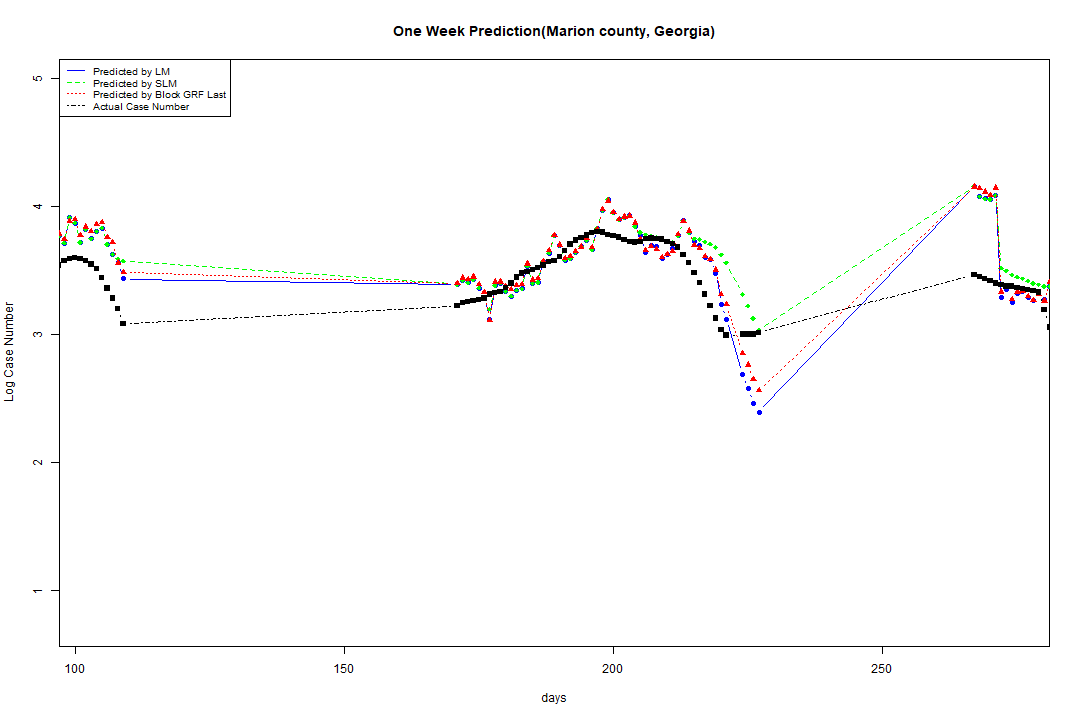 One Week Prediction(Marion county, Georgia)
Predicted by LM
Predicted by SLM
Predicted by Block GRF Last
Actual Case Number
5
4
3
2
1
Log Case Number
100 150 200 250
days